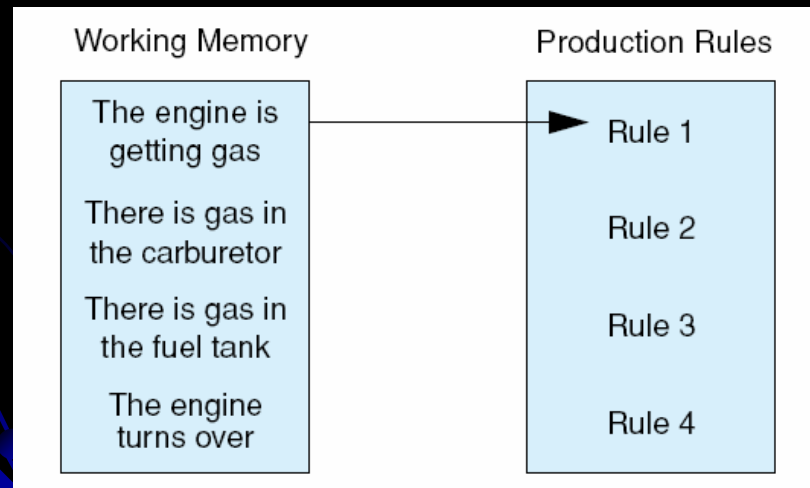 Working Memory
The engine is
getting gas
There is gas in
the carburetor
There is gas in
the fuel tank
The engine
turns over
Production Rules
Rule 1
Rule 2
Rule 3
Rule 4